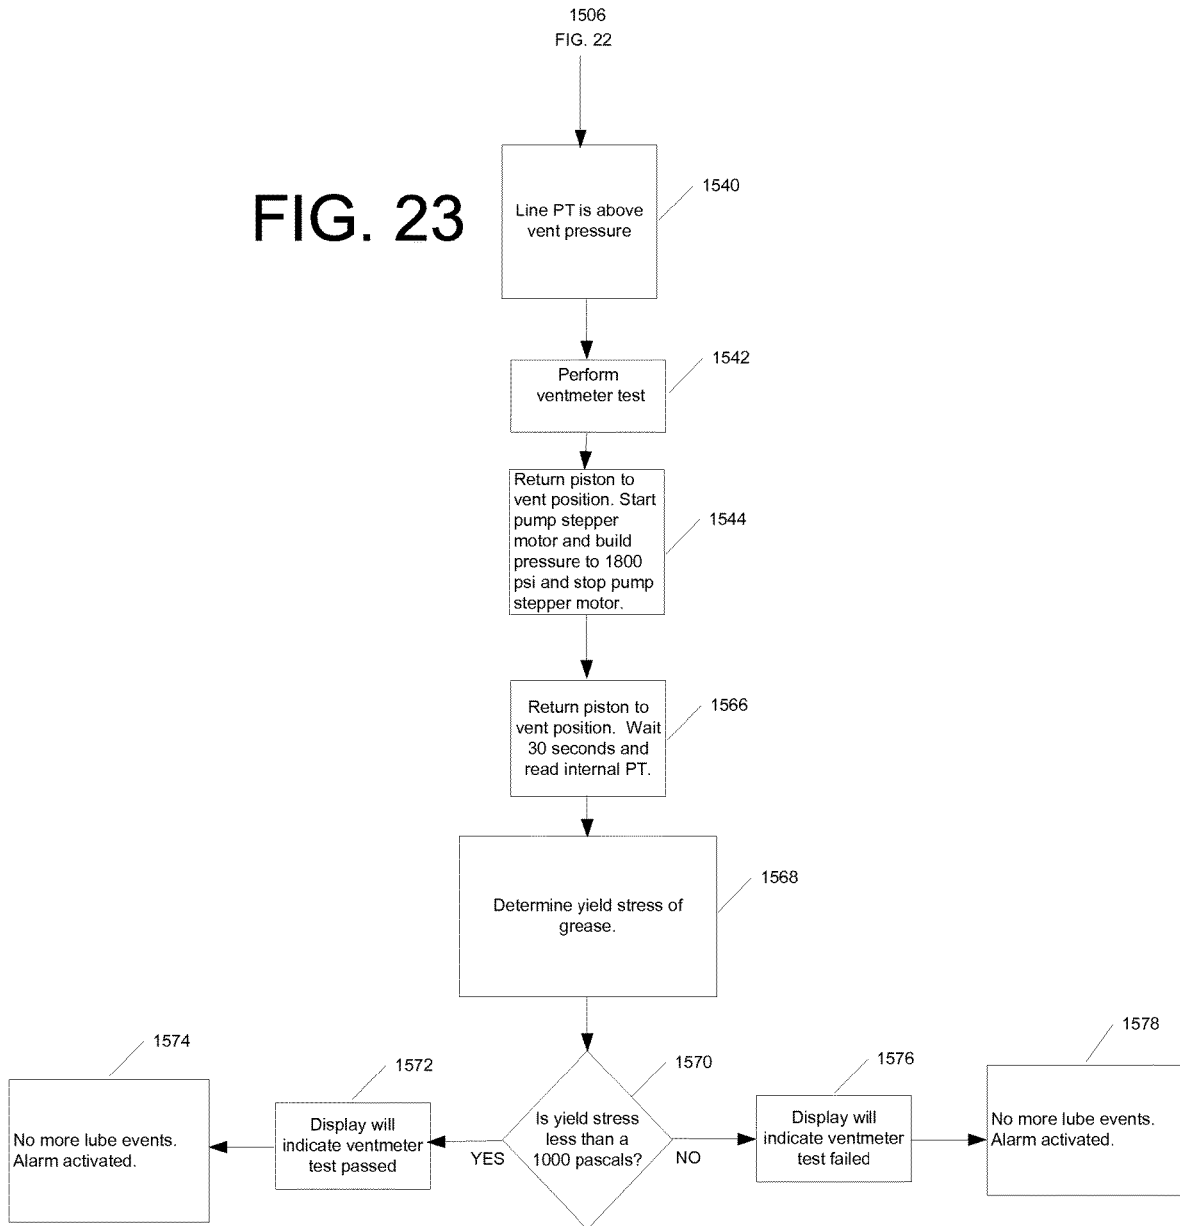 1506
FIG. 22
FIG. 23
Line PT is above
vent pressure
1540
Perform
ventmeter test
1542
Return piston to
vent position. Start
pump stepper
motor and build
pressure to 1800
psi and stop pump
stepper motor.
1544
Return piston to
vent position. Wait
30 seconds and
read internal PT.
1566
Determine yield stress of
grease.
1568
Is yield stress
less than a
1000 pascals?
1570
YES
NO
Display will
indicate ventmeter
test passed
1572
No more lube events.
Alarm activated.
1574
Display will
indicate ventmeter
test failed
1576
No more lube events.
Alarm activated.
1578